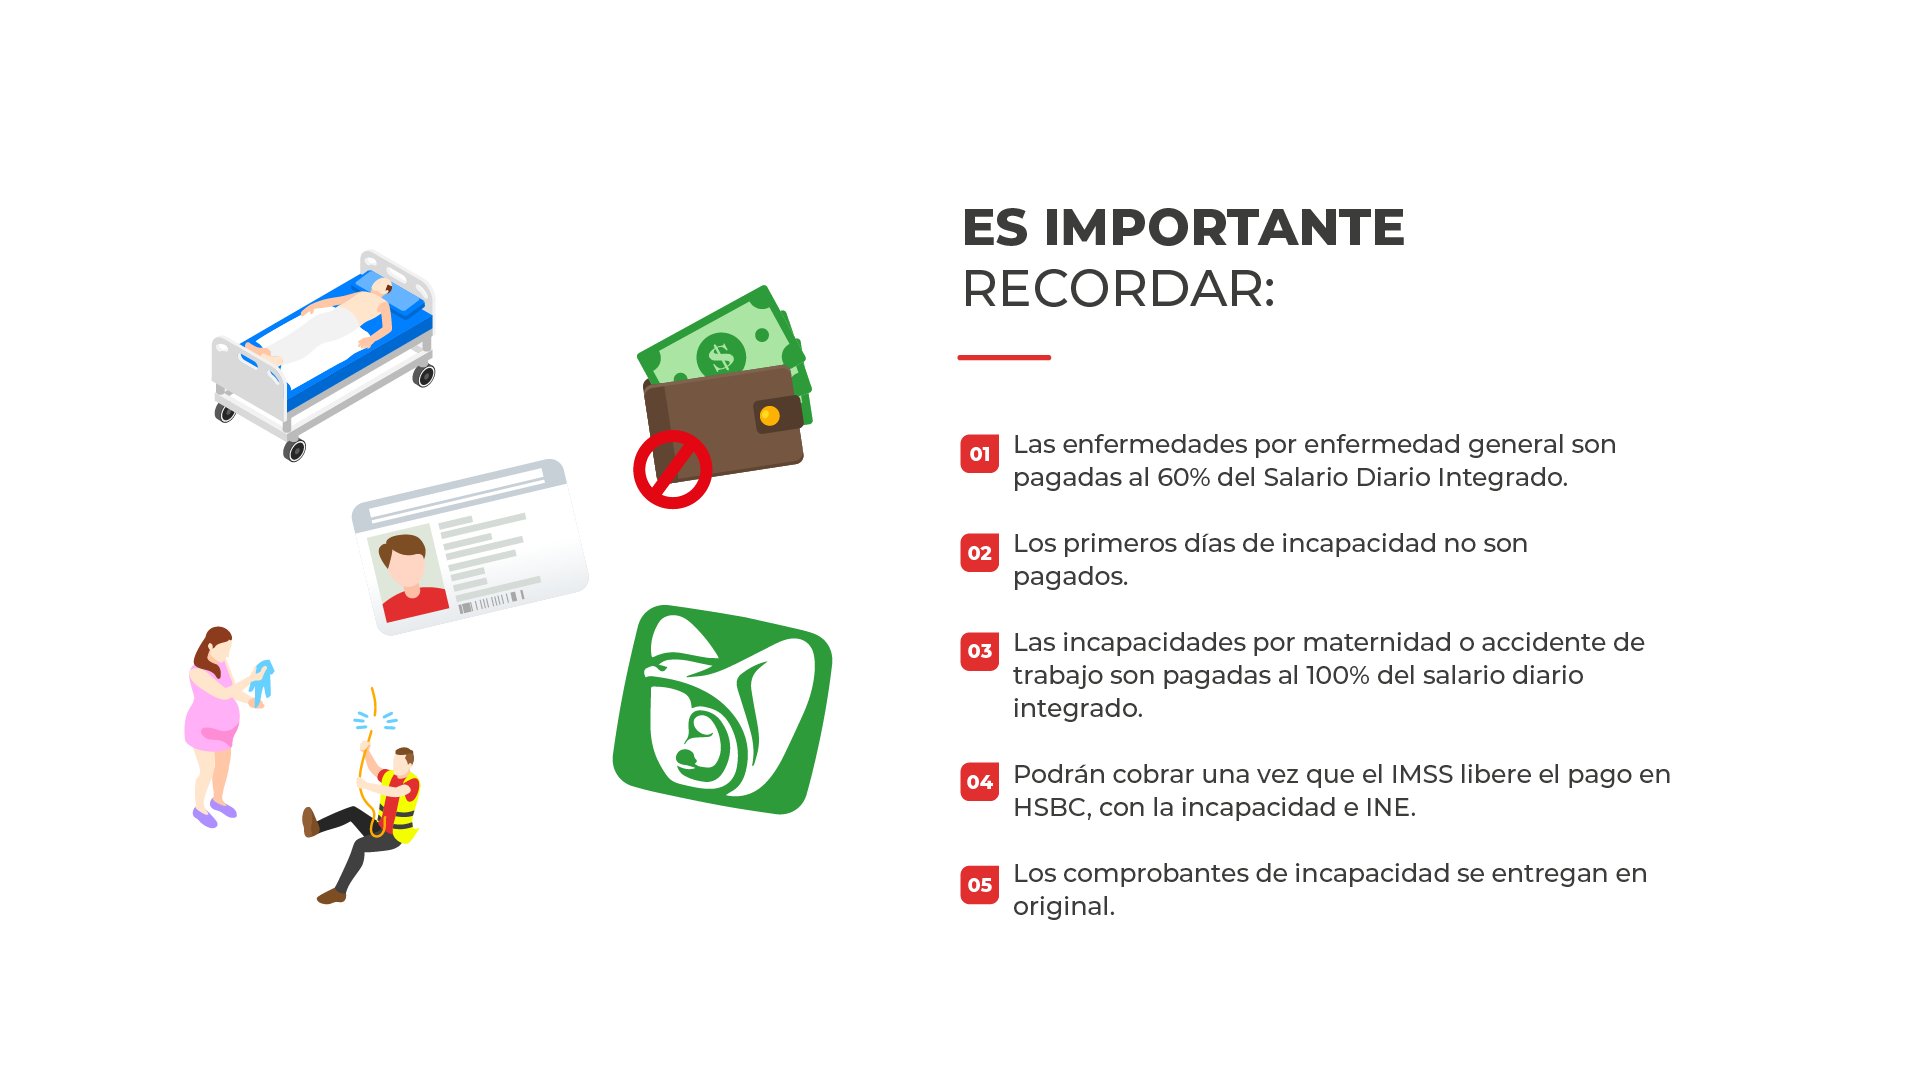 ES IMPORTANTE
RECORDAR:
01 Las enfermedades por enfermedad general son
pagadas al 60% del Salario Diario Integrado.
02 Los primeros días de incapacidad no son
pagados.
03 Las incapacidades por maternidad o accidente de
trabajo son pagadas al 100% del salario diario
integrado.
04 Podrán cobrar una vez que el IMSS libere el pago en
HSBC, con la incapacidad e INE.
05 Los comprobantes de incapacidad se entregan en
original.
$